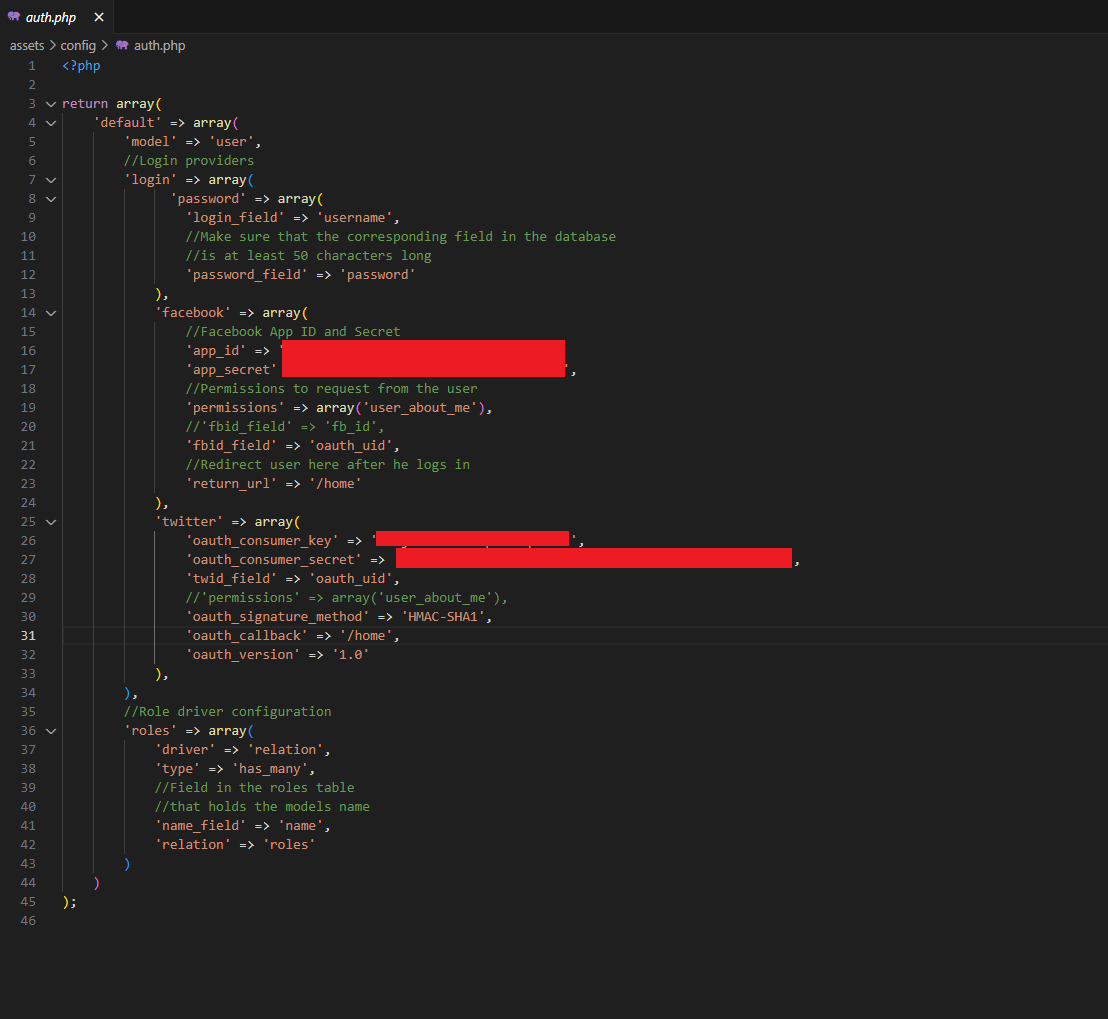 auth.php
assets > config > auth.php
1 <?php
2
3 return array(
4 'default' => array(
5 'model' => 'user',
6 //Login providers
7 'login' => array(
8 'password' => array(
9 'login_field' => 'username',
10 //Make sure that the corresponding field in the database
11 //is at least 50 characters long
12 'password_field' => 'password'
13 ),
14 'facebook' => array(
15 //Facebook App ID and Secret
16 'app_id' => '
17 'app_secret' ',
18 //Permissions to request from the user
19 'permissions' => array('user_about_me'),
20 //'fbid_field' => 'fb_id',
21 'fbid_field' => 'oauth_uid',
22 //Redirect user here after he logs in
23 'return_url' => '/home'
24 ),
25 'twitter' => array(
26 'oauth_consumer_key' => '',
27 'oauth_consumer_secret' => ,
28 'twid_field' => 'oauth_uid',
29 //'permissions' => array('user_about_me'),
30 'oauth_signature_method' => 'HMAC-SHA1',
31 'oauth_callback' => '/home',
32 'oauth_version' => '1.0'
33 ),
34 ),
35 //Role driver configuration
36 'roles' => array(
37 'driver' => 'relation',
38 'type' => 'has_many',
39 //Field in the roles table
40 //that holds the models name
41 'name_field' => 'name',
42 'relation' => 'roles'
43 )
44 )
45 );
46